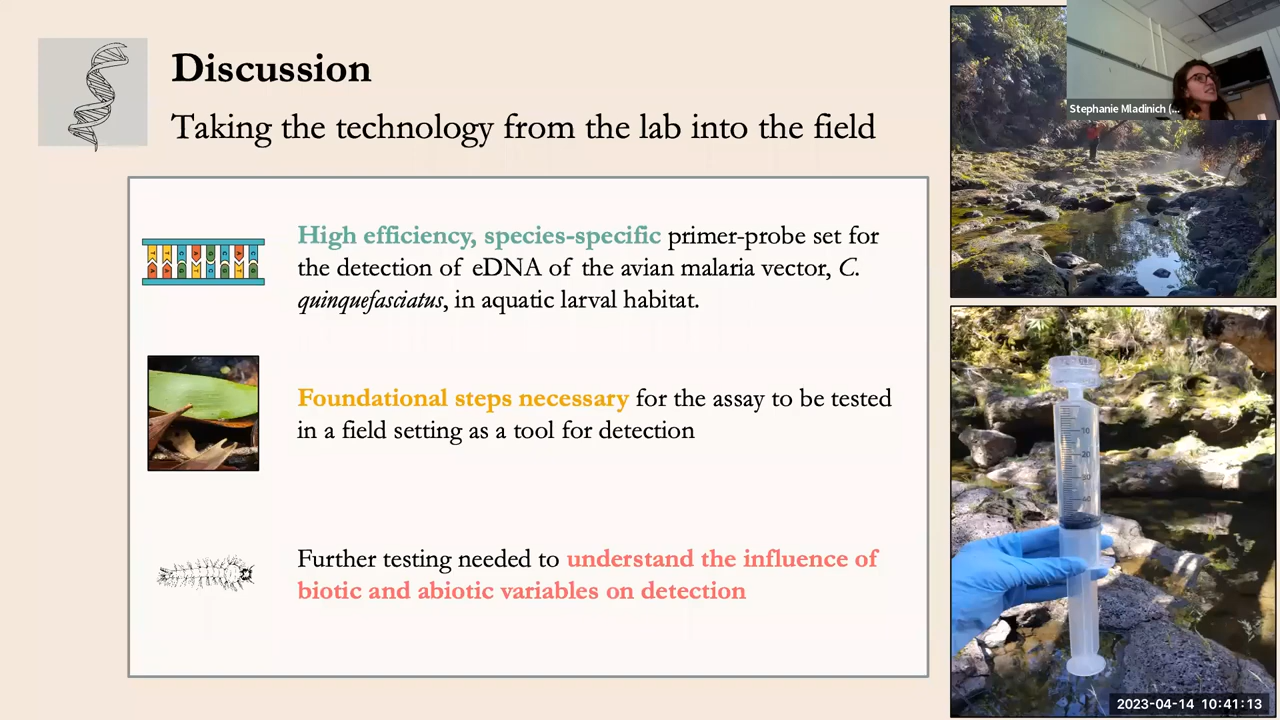 Discussion
Taking the technology from the lab into the field
High efficiency, species-specific primer-probe set for
the detection of eDNA of the avian malaria vector, C.
quinquefasciatus, in aquatic larval habitat.
Foundational steps necessary for the assay to be tested
in a field setting as a tool for detection
Further testing needed to understand the influence of
biotic and abiotic variables on detection
Stephanie Mladinich (...
10
20
30
2023-04-14 10:41:13